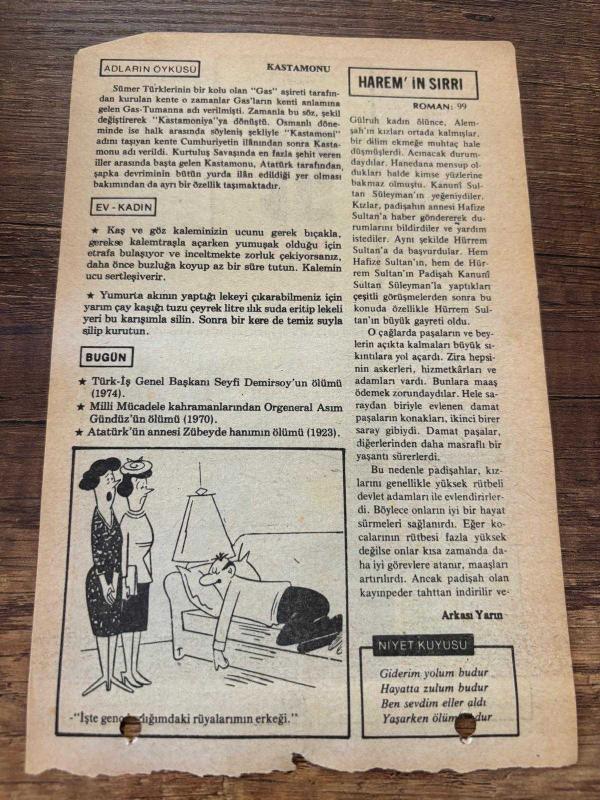 ADLARIN ÖYKÜSÜ
KASTAMONU
Sümer Türklerinin bir kolu olan "Gas" aşireti tarafın-
dan kurulan kente o zamanlar Gas'ların kenti anlamına
gelen Gas-Tumanna adı verilmişti. Zamanla bu söz, şekil
değiştirerek "Kastamoniya"ya dönüştü. Osmanlı döne-
minde ise halk arasında söyleniş şekliyle "Kastamoni"
adını taşıyan kente Cumhuriyetin ilânından sonra Kasta-
monu adı verildi. Kurtuluş Savaşında en fazla şehit veren
iller arasında başta gelen Kastamonu, Atatürk tarafından,
şapka devriminin bütün yurda ilân edildiği yer olması
bakımından da ayrı bir özellik taşımaktadır.
EV - KADIN
★ Kaş ve göz kaleminizin ucunu gerek bıçakla,
gerekse kalemtraşla açarken yumuşak olduğu için
etrafa bulaşıyor ve inceltmekte zorluk çekiyorsanız,
daha önce buzluğa koyup az bir süre tutun. Kalemin
ucu sertleşiverir.
★ Yumurta akının yaptığı lekeyi çıkarabilmeniz için
yarım çay kaşığı tuzu çeyrek litre ılık suda eritip lekeli
yeri bu karışımla silin. Sonra bir kere de temiz suyla
silip kurutun.
BUGÜN
★ Türk-İş Genel Başkanı Seyfi Demirsoy'un ölümü
(1974).
★ Milli Mücadele kahramanlarından Orgeneral Asım
Gündüz'ün ölümü (1970).
★ Atatürk'ün annesi Zübeyde hanımın ölümü (1923).
-"İşte genç rüyalarımın erkeği."
HAREM' İN SIRRI
ROMAN: 99
Gülruh kadın ölünce, Alem-
şah'ın kızları ortada kalmışlar,
bir dilim ekmeğe muhtaç hale
düşmüşlerdi. Acınacak durum-
daydılar. Hanedana mensup ol-
dukları halde kimse yüzlerine
bakmaz olmuştu. Kanunî Sul-
tan Süleyman'ın yeğeniydiler.
Kızlar, padişahın annesi Hafize
Sultan'a haber göndererek du-
rumlarını bildirdiler ve yardım
istediler. Aynı şekilde Hürrem
Sultan'a da başvurdular. Hem
Hafize Sultan'ın, hem de Hür-
rem Sultan'ın Padişah Kanunî
Sultan Süleyman'la yaptıkları
çeşitli görüşmelerden sonra bu
konuda özellikle Hürrem Sul-
tan'ın büyük gayreti oldu.
O çağlarda paşaların ve bey-
lerin açıkta kalmaları büyük sı-
kıntılara yol açardı. Zira hepsi-
nin askerleri, hizmetkârları ve
adamları vardı. Bunlara maaş
ödemek zorundaydılar. Hele sa-
raydan biriyle evlenen damat
paşaların konakları, ikinci birer
saray gibiydi. Damat paşalar,
diğerlerinden daha masraflı bir
yaşantı sürerlerdi.
Bu nedenle padişahlar, kız-
larını genellikle yüksek rütbeli
devlet adamları ile evlendirirler-
di. Böylece onların iyi bir hayat
sürmeleri sağlanırdı. Eğer ko-
calarının rütbesi fazla yüksek
değilse onlar kısa zamanda da-
ha iyi görevlere atanır, maaşları
artırılırdı. Ancak padişah olan
kayınpeder tahttan indirilir ve-
Arkası Yarın
NİYET KUYUSU
Giderim yolum budur
Hayatta zulum budur
Ben sevdim eller aldı
Yaşarken